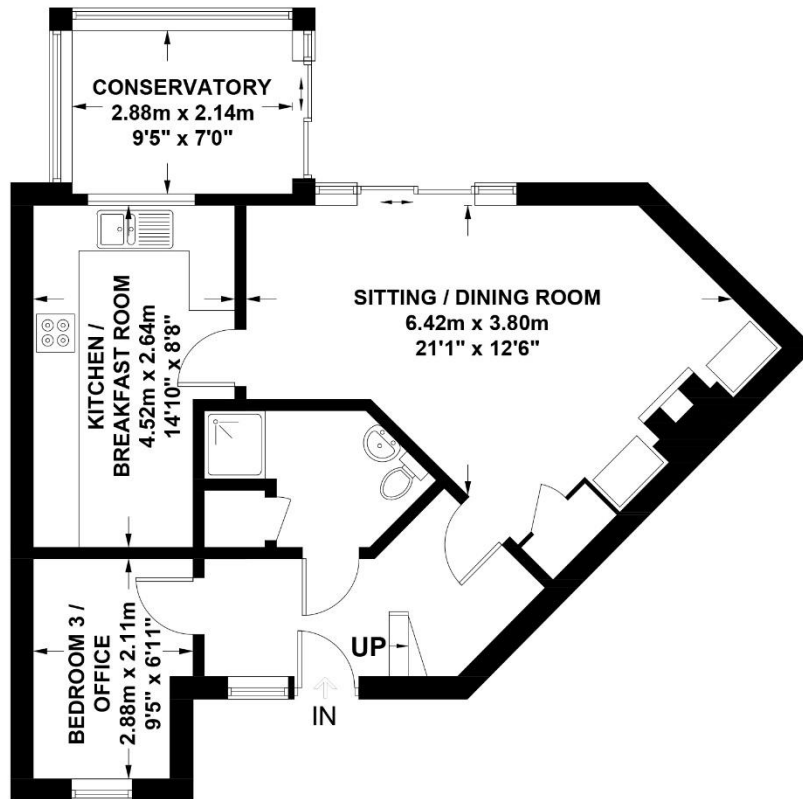 CONSERVATORY
2.88m x 2.14m
9'5" x 7'0"
SITTING / DINING ROOM
6.42m x 3.80m
21'1" x 12'6"
KITCHEN /
BREAKFAST ROOM
4.52m x 2.64m
14'10" x 8'8"
BEDROOM 3 /
OFFICE
2.88m x 2.11m
9'5" x 6'11"
UP
IN